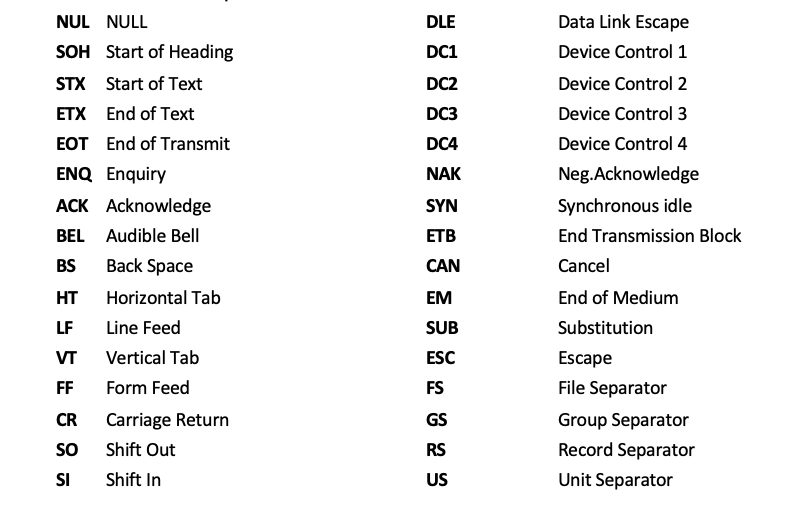 NUL NULL DLE Data Link Escape
SOH Start of Heading DC1 Device Control 1
STX Start of Text DC2 Device Control 2
ETX End of Text DC3 Device Control 3
EOT End of Transmit DC4 Device Control 4
ENQ Enquiry NAK Neg.Acknowledge
ACK Acknowledge SYN Synchronous idle
BEL Audible Bell ETB End Transmission Block
BS Back Space CAN Cancel
HT Horizontal Tab EM End of Medium
LF Line Feed SUB Substitution
VT Vertical Tab ESC Escape
FF Form Feed FS File Separator
CR Carriage Return GS Group Separator
SO Shift Out RS Record Separator
SI Shift In US Unit Separator